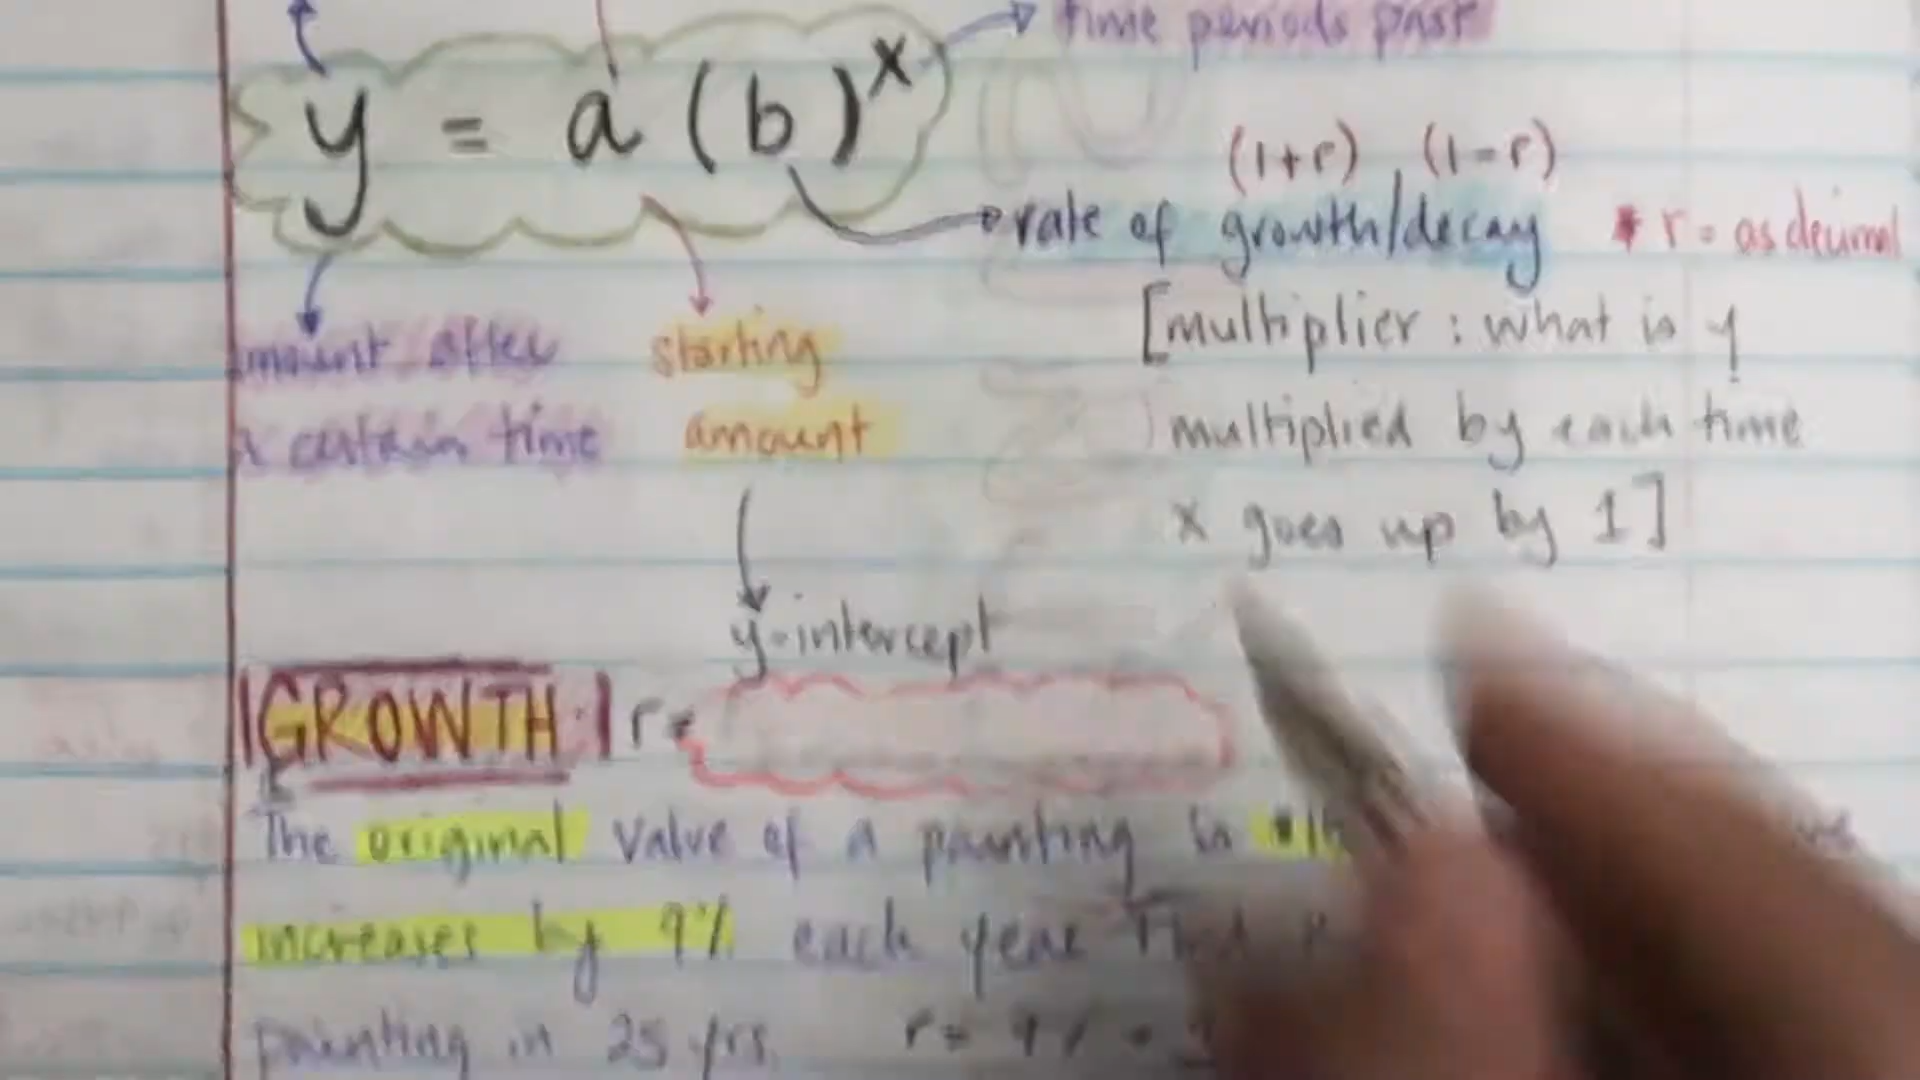 time periods past
y = a (b)^x
(1+r) (1-r)
rate of growth/decay * r = as decimal
[multiplier : what is y
multiplied by each time
x goes up by 1]
amount after
a certain time
starting
amount
y-intercept
GROWTH: r=
The original value of a painting is
increases by 9% each year
painting in 25 yrs. r = 9% =